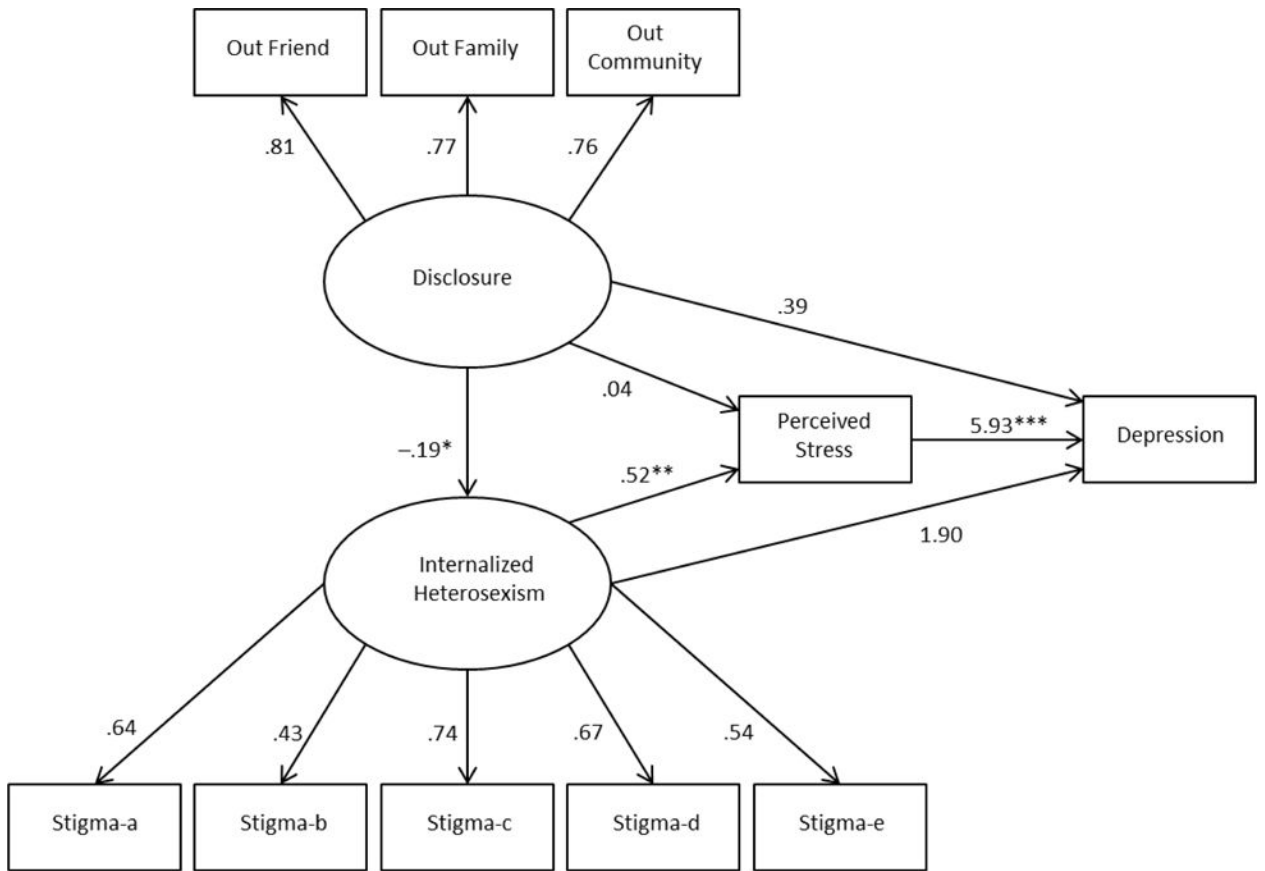 Out Friend
Out Family
Out
Community
.81
.77
.76
Disclosure
.39
.04
–.19*
Perceived
Stress
5.93***
Depression
.52**
1.90
Internalized
Heterosexism
.64
.43
.74
.67
.54
Stigma-a
Stigma-b
Stigma-c
Stigma-d
Stigma-e